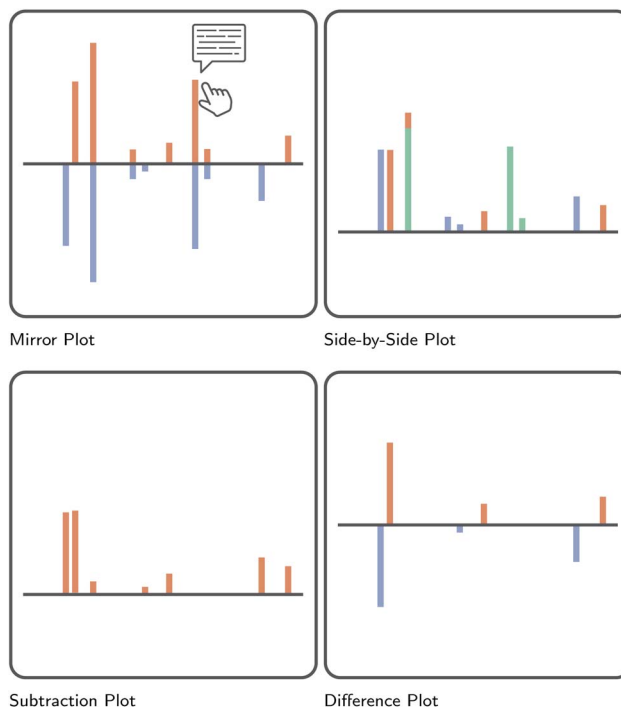 Mirror Plot
Side-by-Side Plot
Subtraction Plot
Difference Plot